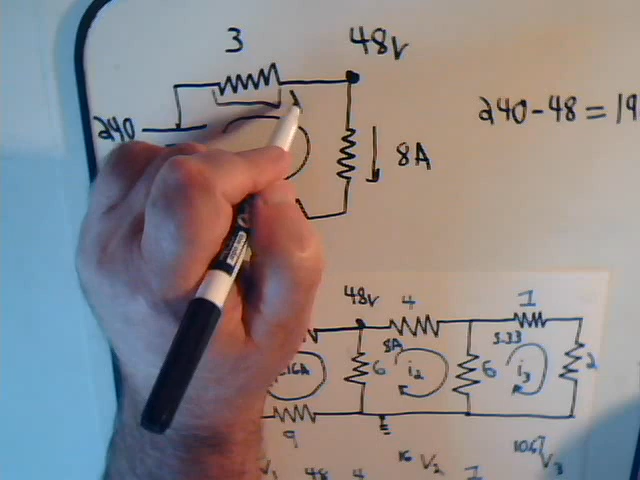 3
48V
240
240-48=19
8A
48V
4
1
8A
5.33
16A
6
i₂
6
i₃
2
9
16
V₂
10.67
V₃
48
4
1